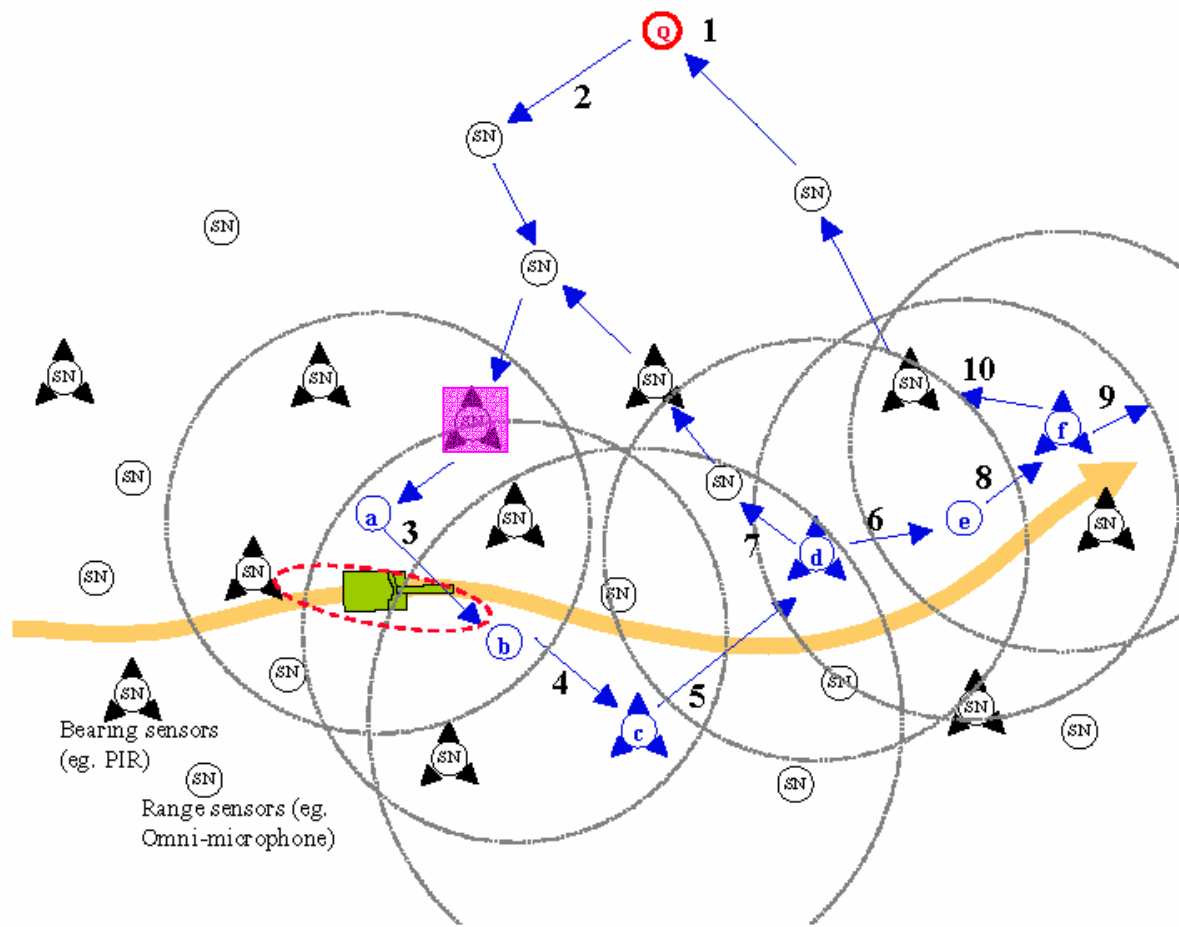 Q 1
2
SN
SN
SN
SN
SN SN SN SN 10 9
SN f
SN SN 8
a SN 6 e SN
3 7 d
SN SN SN
b
SN 4 5 SN
SN c SN
Bearing sensors SN SN
(eg. PIR) SN SN
Range sensors (eg.
Omni-microphone)